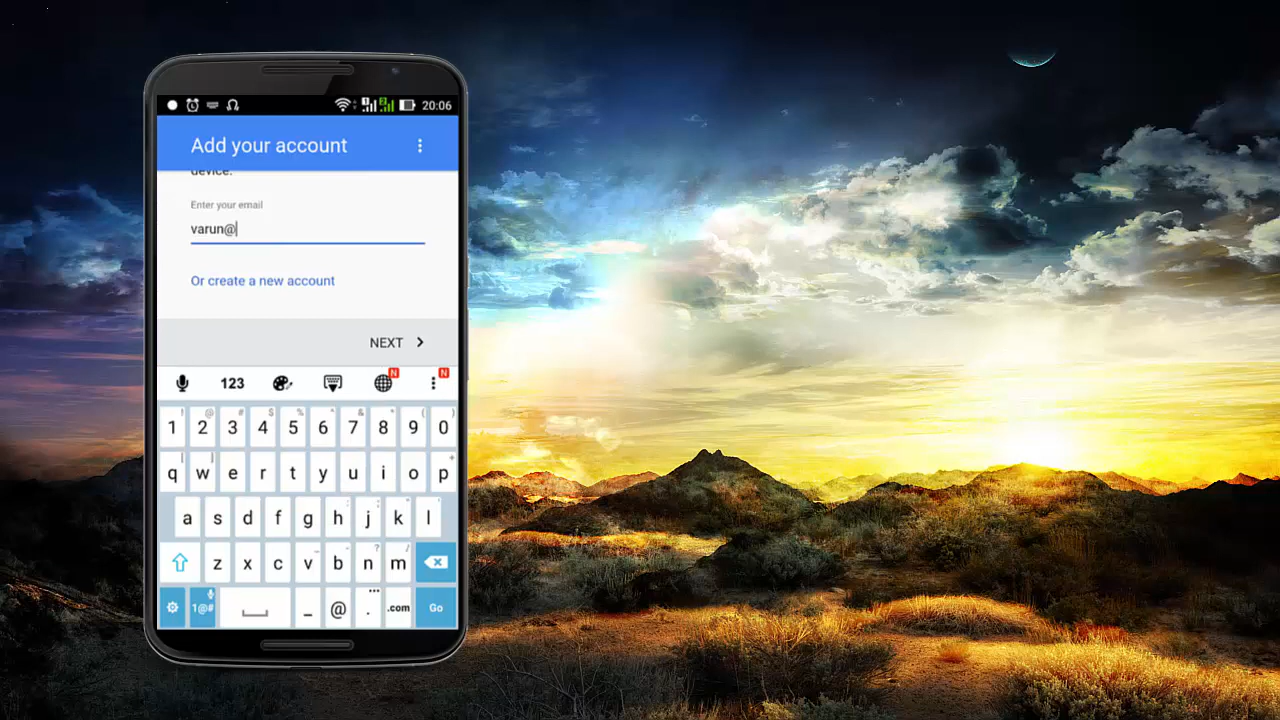 20:06
Add your account
device.
Enter your email
varun@
Or create a new account
NEXT
123 N N
! @ # $ % ^ & * ( )
1 2 3 4 5 6 7 8 9 0
q w e r t y u i o p
a s d f g h j k l
z x c v b n m
1@# _ @ . .com Go